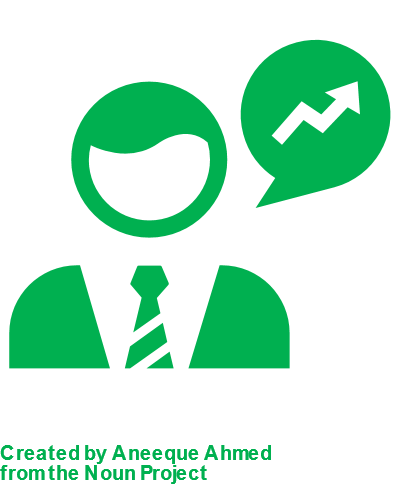 Created by Aneeque Ahmed
from the Noun Project